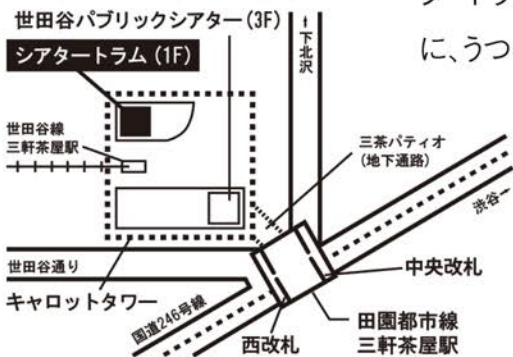 世田谷パブリックシアター(3F)
シアタートラム(1F)
←下北沢
に、うつ
世田谷線
三軒茶屋駅
三茶パティオ
(地下通路)
渋谷→
世田谷通り
キャロットタワー
国道246号線
中央改札
西改札
田園都市線
三軒茶屋駅